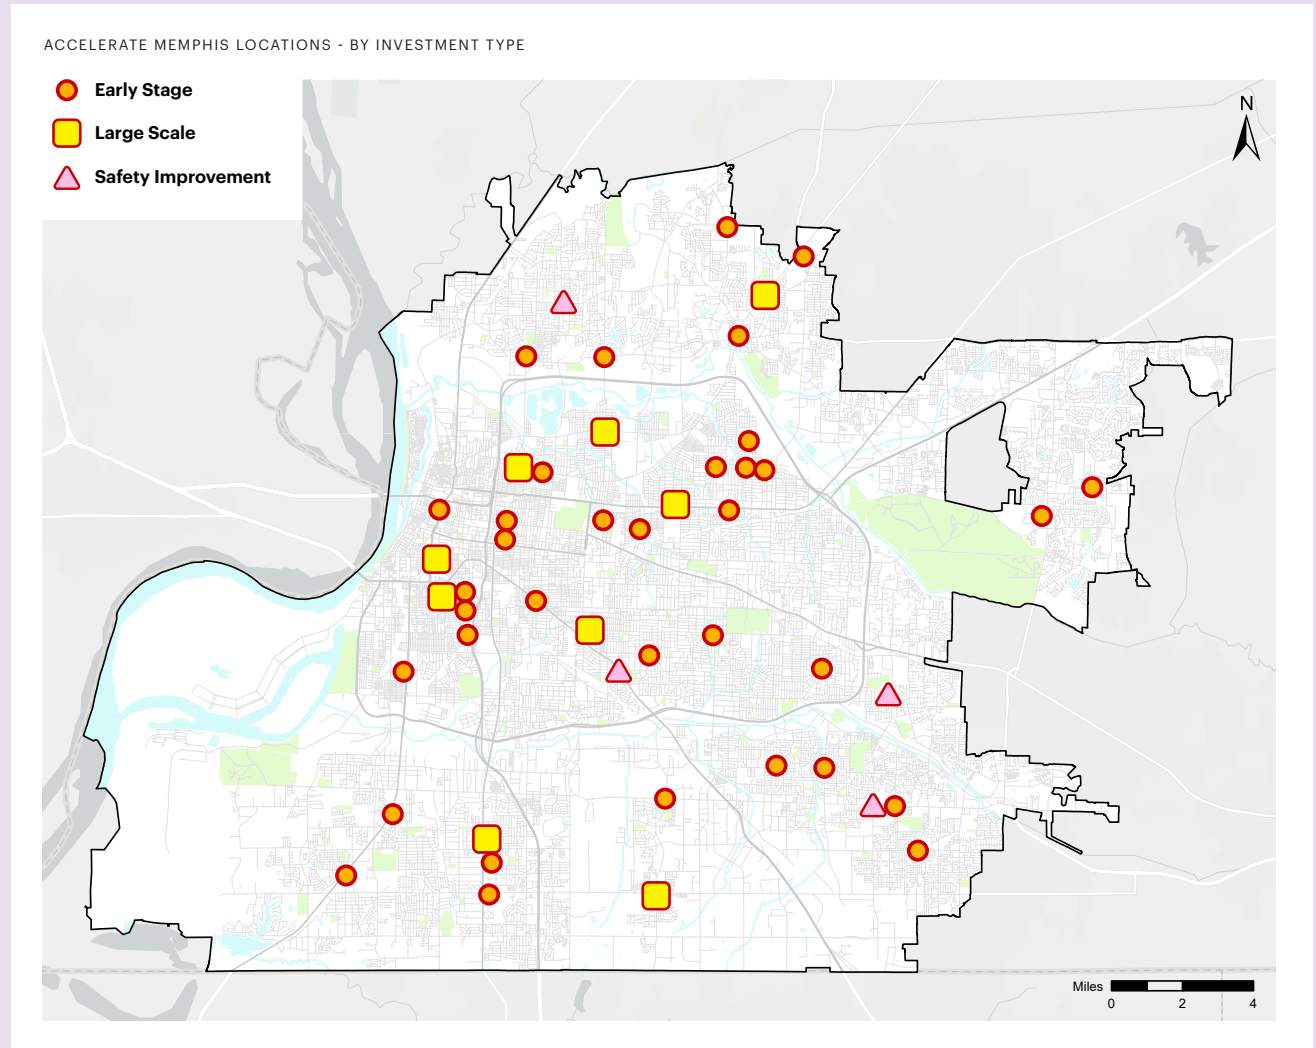 ACCELERATE MEMPHIS LOCATIONS - BY INVESTMENT TYPE
Early Stage
Large Scale
Safety Improvement
N
Miles
0 2 4